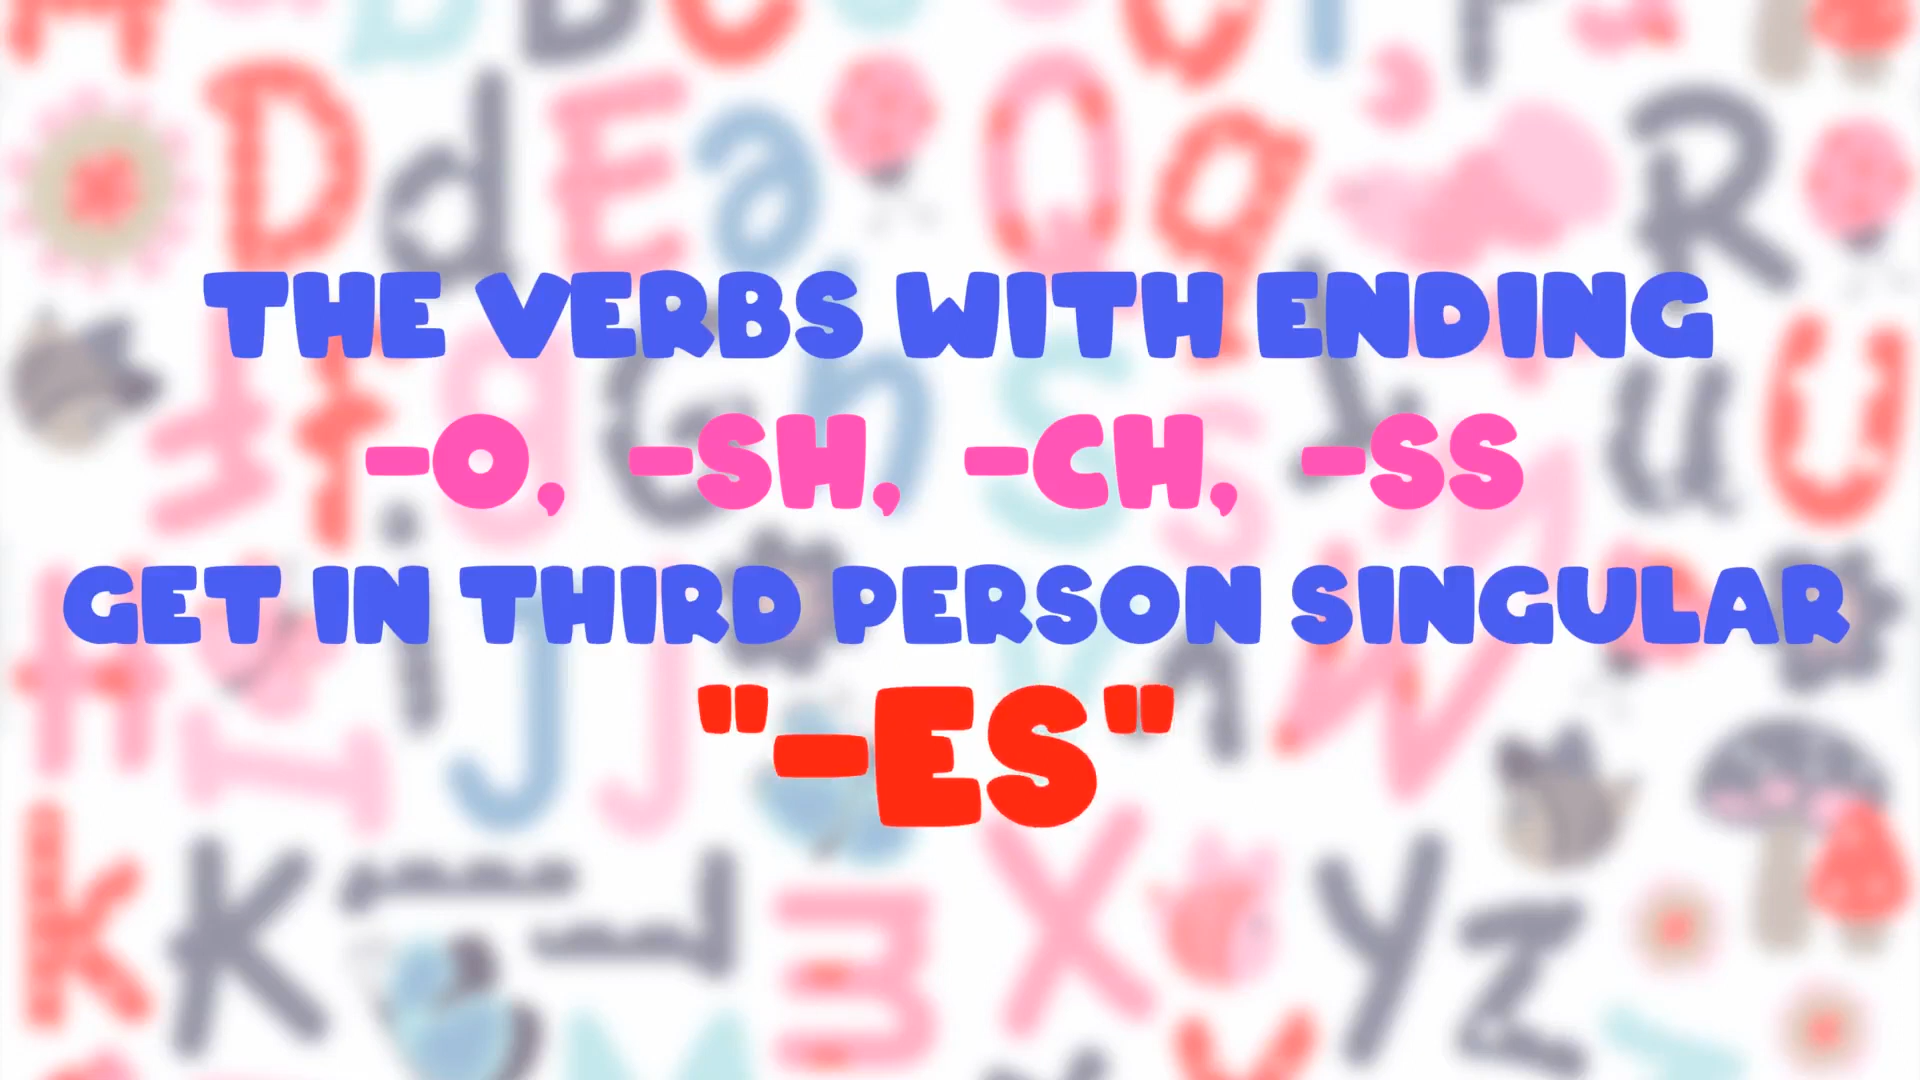 THE VERBS WITH ENDING
-O, -SH, -CH, -SS
GET IN THIRD PERSON SINGULAR
"-ES"